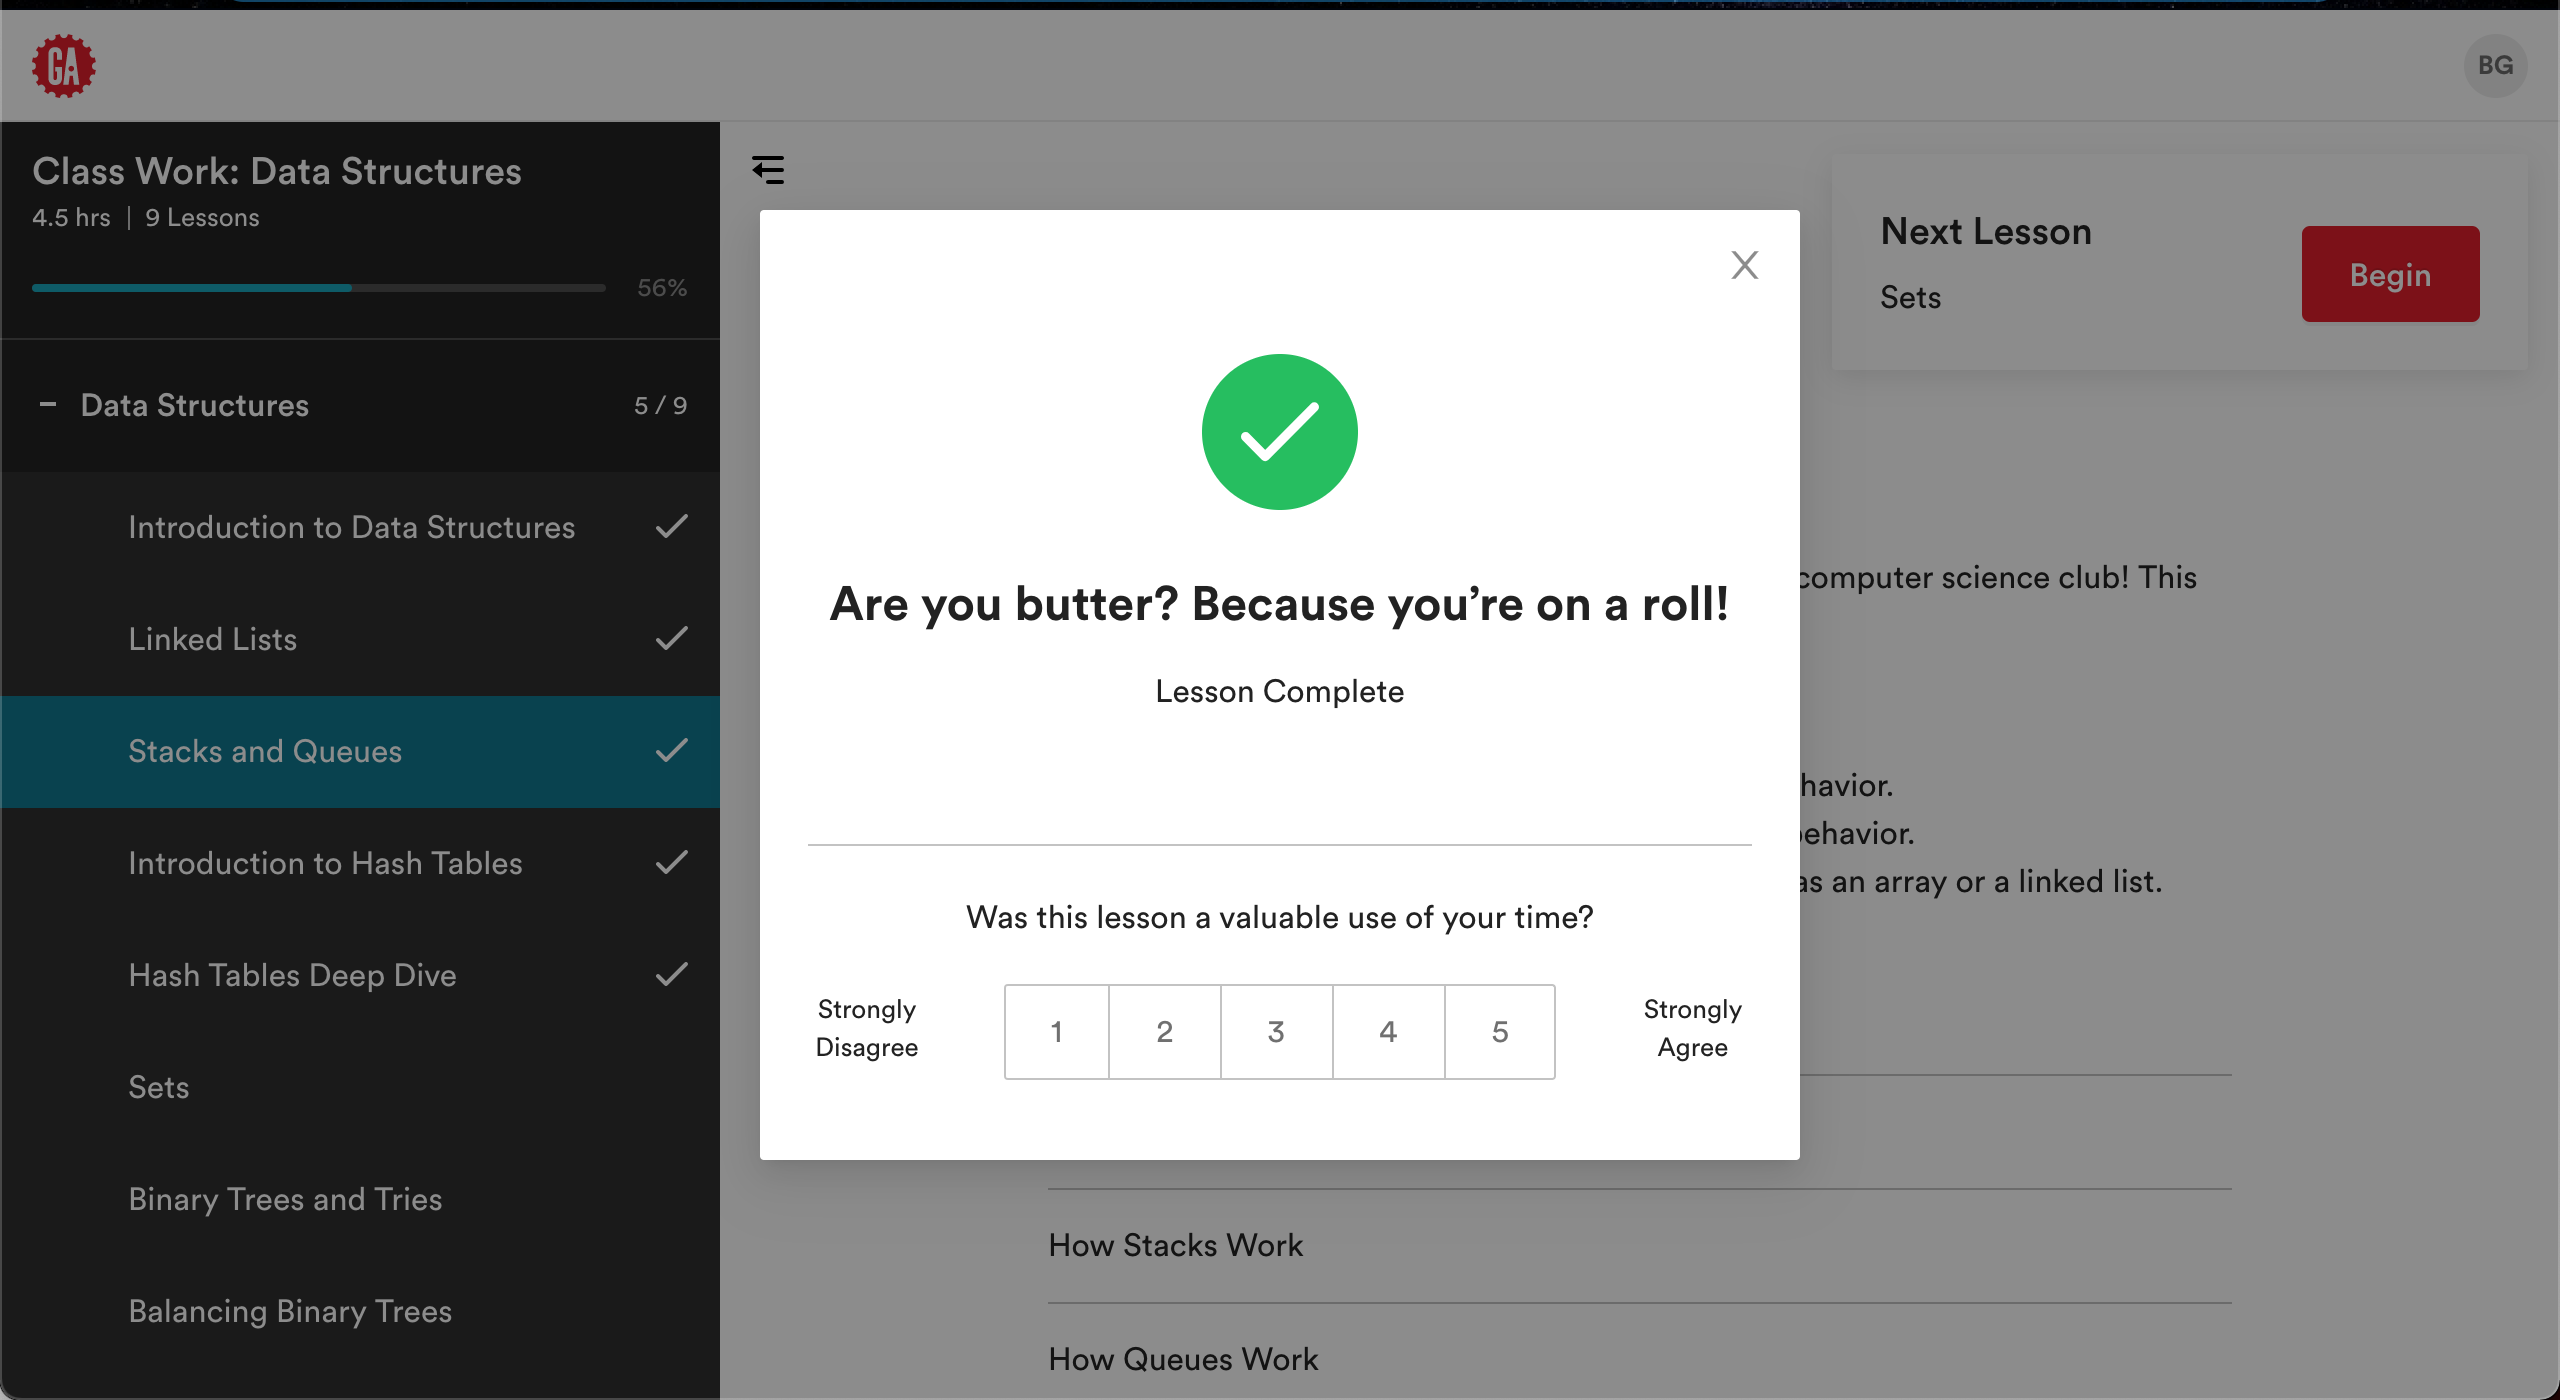 GA
BG
Class Work: Data Structures
4.5 hrs | 9 Lessons
56%
Data Structures 5 / 9
Introduction to Data Structures
Linked Lists
Stacks and Queues
Introduction to Hash Tables
Hash Tables Deep Dive
Sets
Binary Trees and Tries
Balancing Binary Trees
X
Are you butter? Because you’re on a roll!
Lesson Complete
Was this lesson a valuable use of your time?
Strongly
Disagree
1 2 3 4 5
Strongly
Agree
Next Lesson
Sets
Begin
computer science club! This
havior.
behavior.
as an array or a linked list.
How Stacks Work
How Queues Work